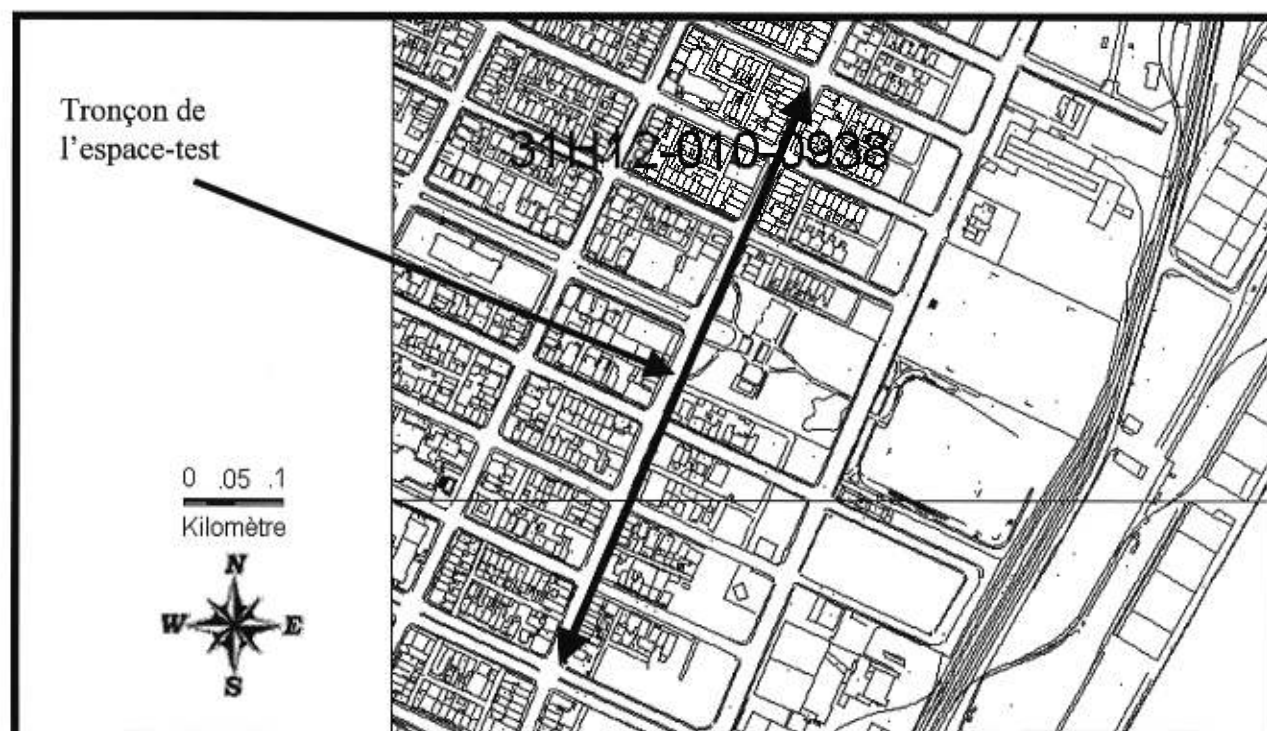 Tronçon de
l'espace-test
31H12-010-0938
0 .05 .1
Kilomètre
N
W E
S